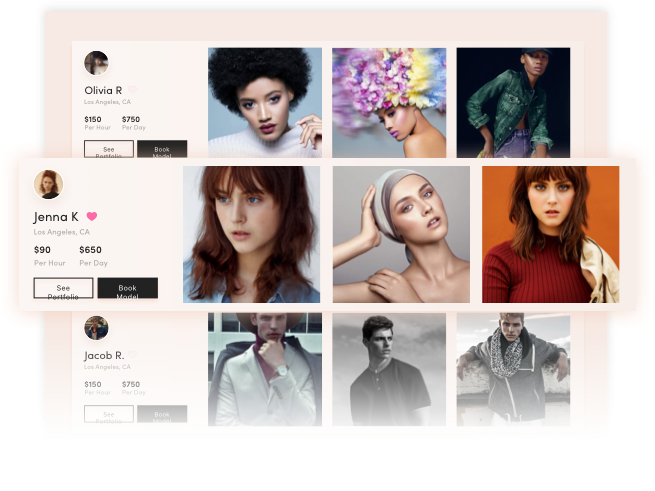 Olivia R
Los Angeles, CA
$150 $750
Per Hour Per Day
See Portfolio Book Model
Jenna K
Los Angeles, CA
$90 $650
Per Hour Per Day
See Portfolio Book Model
Jacob R.
Los Angeles, CA
$150 $750
Per Hour Per Day
See Portfolio Book Model